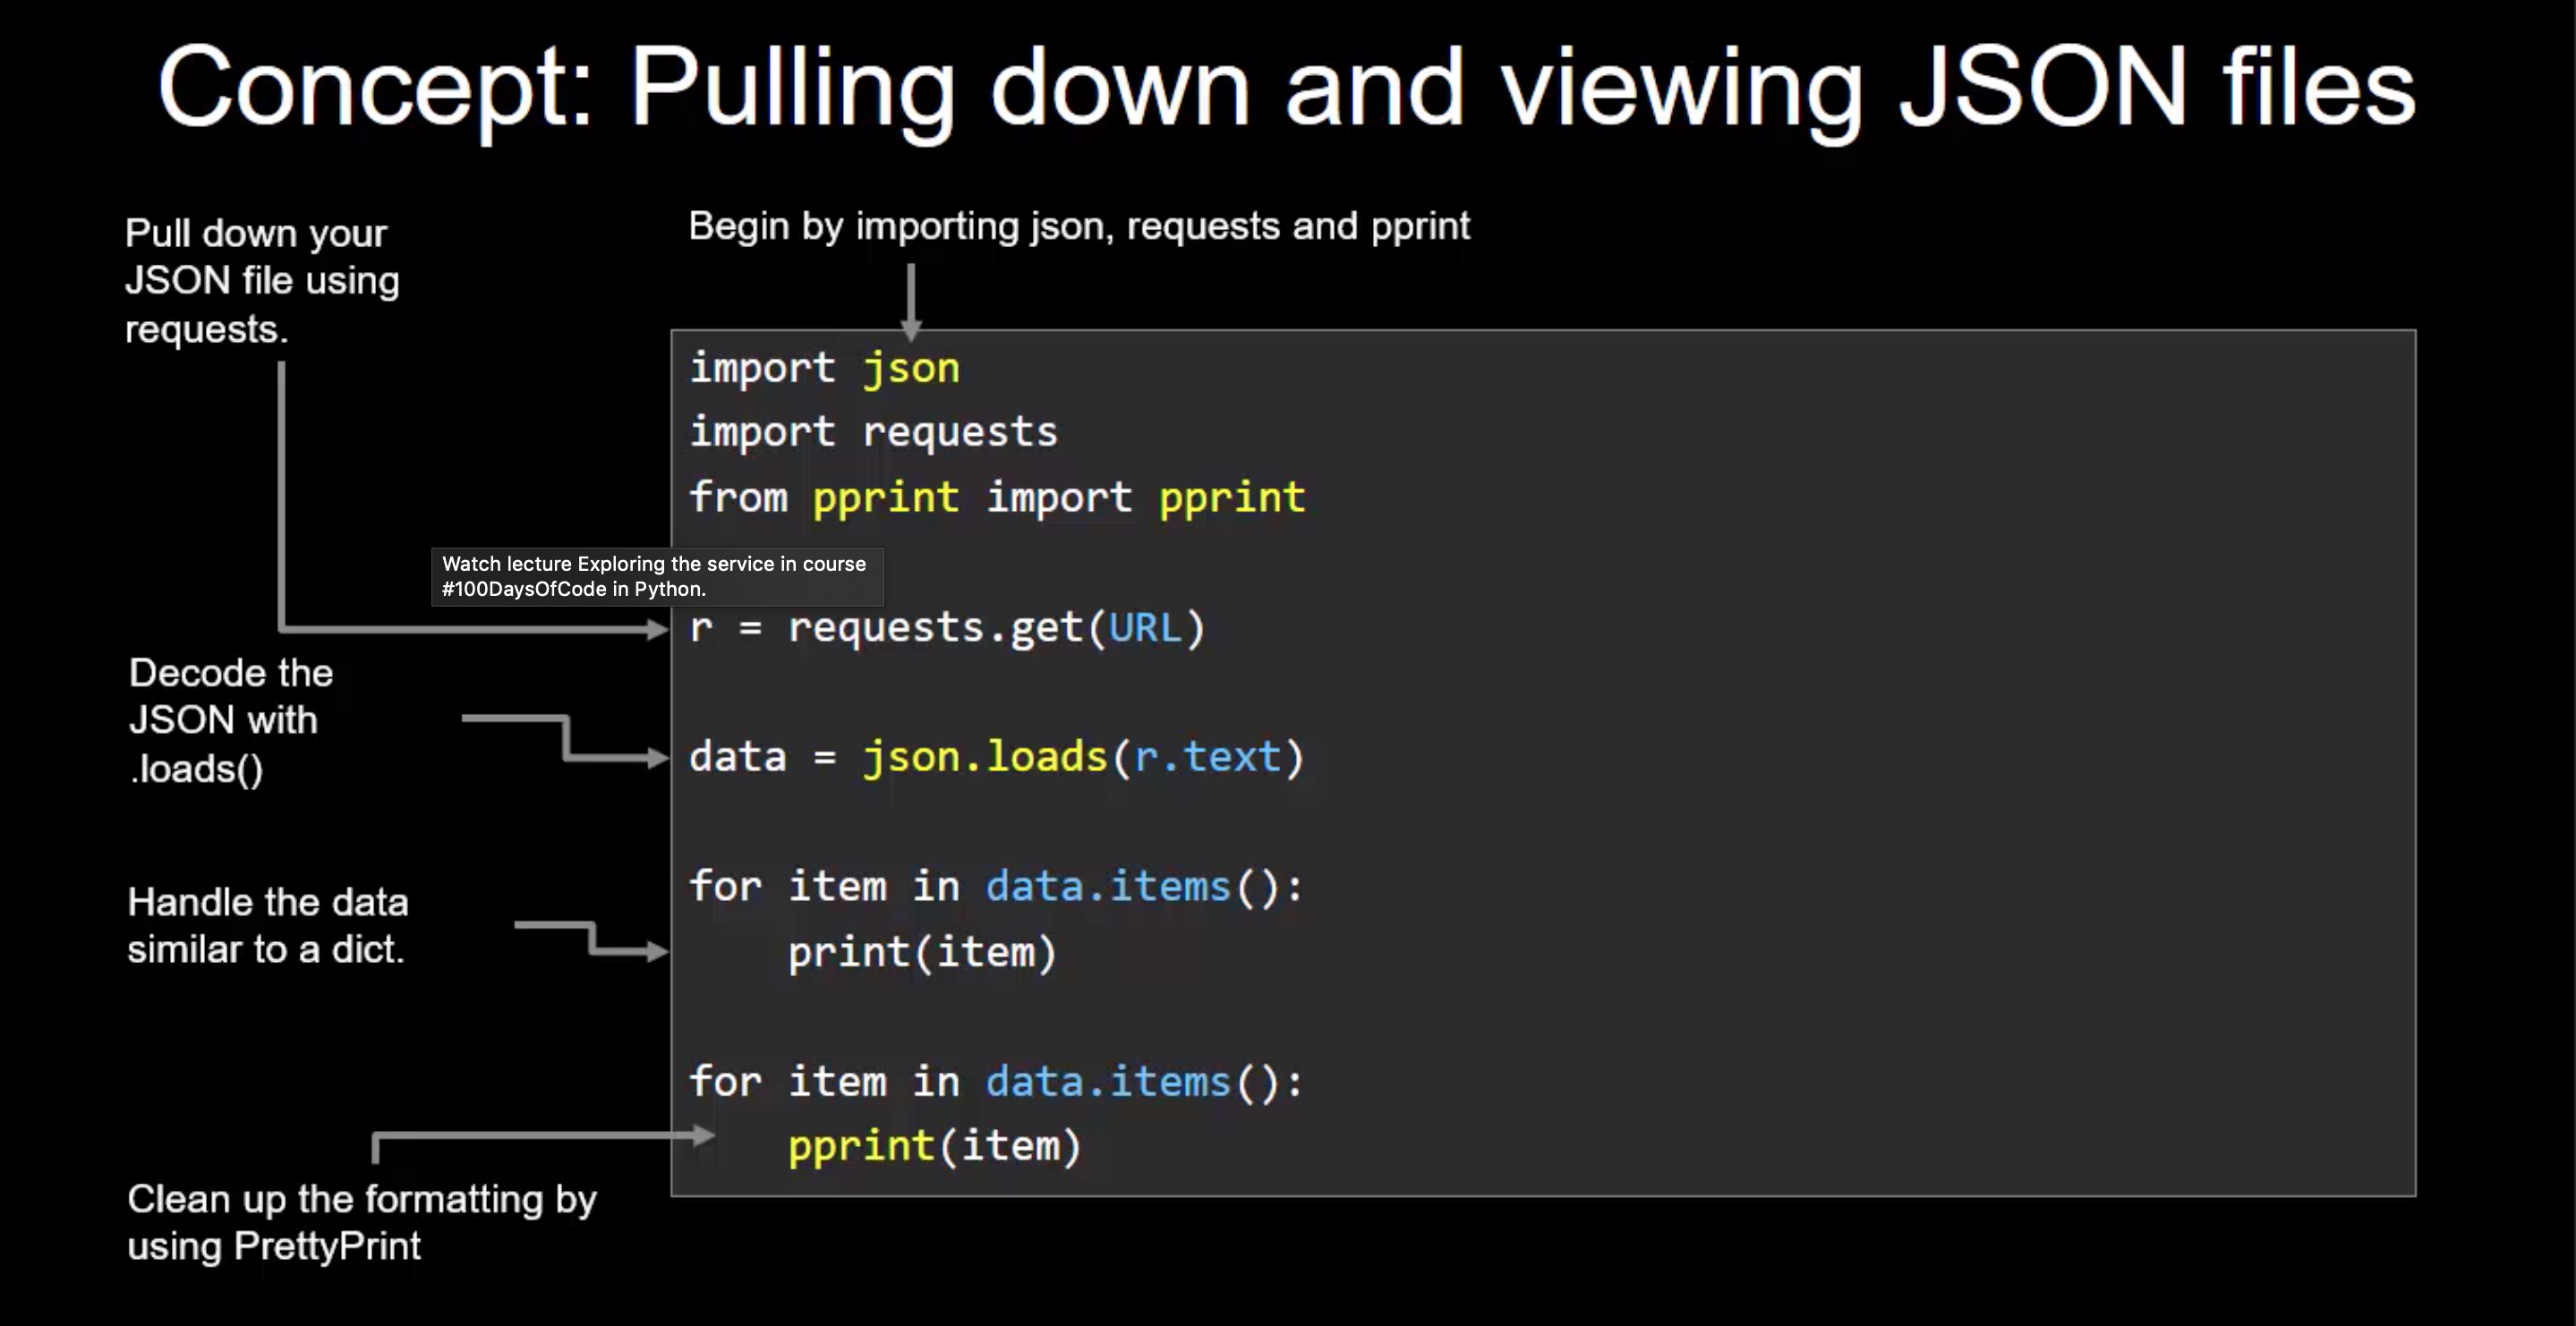 Concept: Pulling down and viewing JSON files
Pull down your
JSON file using
requests.
Begin by importing json, requests and pprint
import json
import requests
from pprint import pprint
Watch lecture Exploring the service in course
#100DaysOfCode in Python.
r = requests.get(URL)
Decode the
JSON with
.loads()
data = json.loads(r.text)
Handle the data
similar to a dict.
for item in data.items():
    print(item)
for item in data.items():
    pprint(item)
Clean up the formatting by
using PrettyPrint